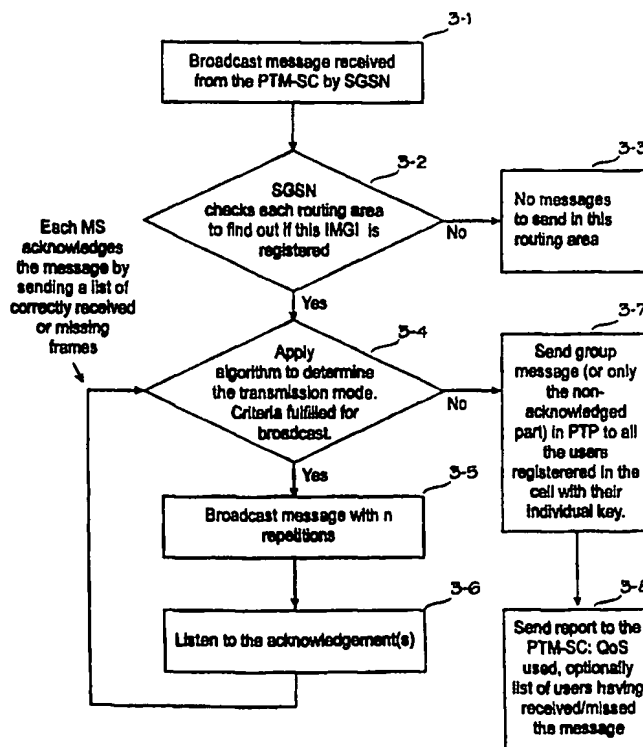 3-1
Broadcast message received
from the PTM-SC by SGSN
3-2
SGSN
checks each routing area
to find out if this IMGI is
registered
No
3-3
No messages
to send in this
routing area
Each MS
acknowledges
the message by
sending a list of
correctly received
or missing
frames
Yes
3-4
Apply
algorithm to determine
the transmission mode.
Criteria fulfilled for
broadcast.
No
3-7
Send group
message (or only
the non-
acknowledged
part) in PTP to all
the users
registerered in the
cell with their
individual key.
Yes
3-5
Broadcast message with n
repetitions
3-6
Listen to the acknowledgement(s)
3-8
Send report to the
PTM-SC: QoS
used, optionally
list of users having
received/missed
the message